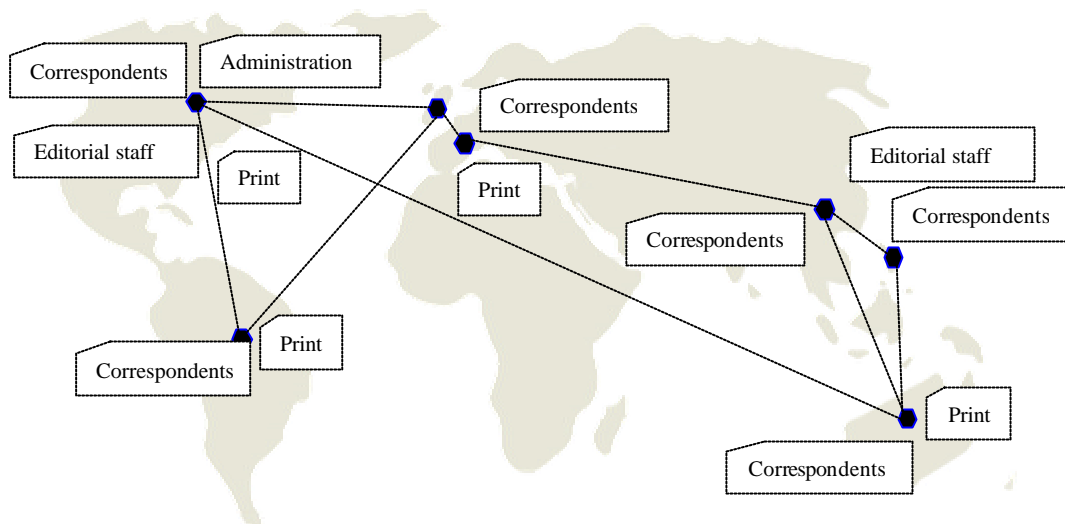 Administration
Correspondents
Correspondents
Editorial staff
Editorial staff
Print
Print
Correspondents
Correspondents
Print
Correspondents
Print
Correspondents